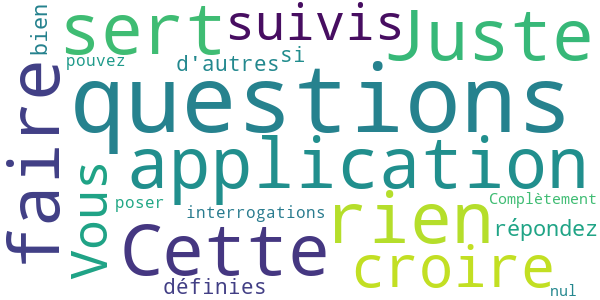 sert
suivis
Juste
bien
pouvez
d'autres
si
questions
faire
application
Vous
poser
interrogations
rien
Complètement
répondez
Cette
croire
définies
nul